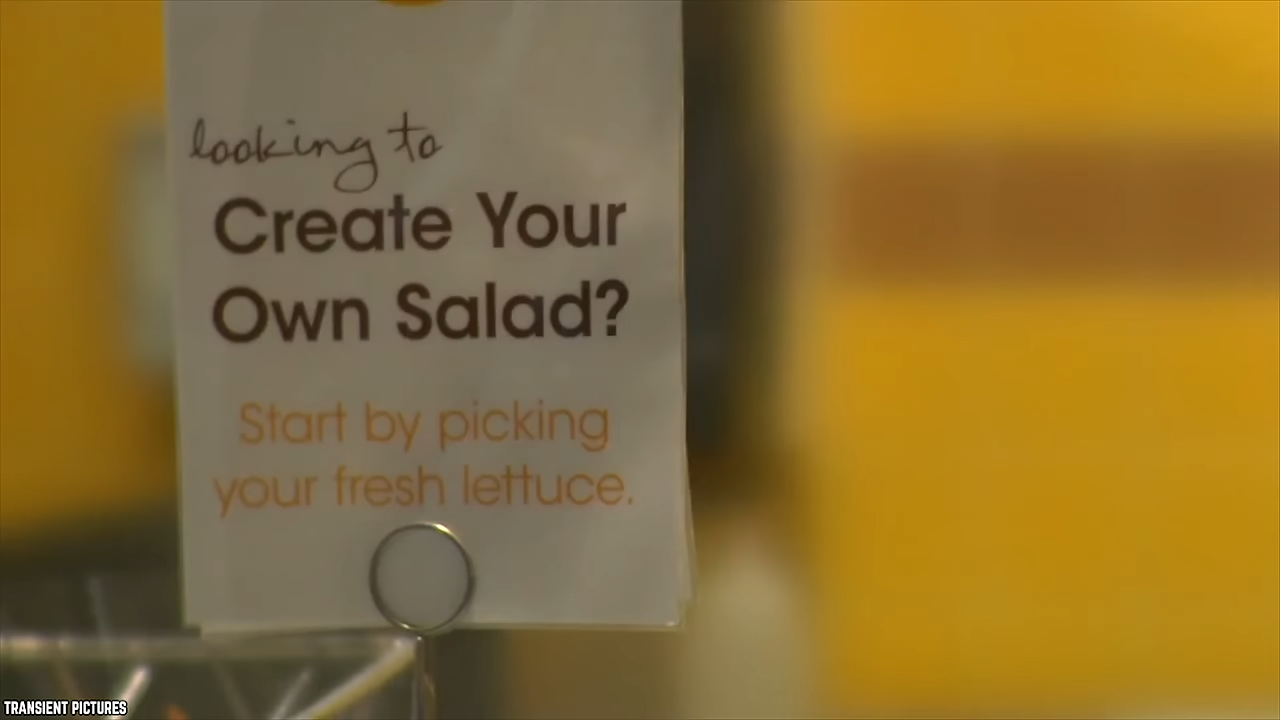 looking to
Create Your
Own Salad?
Start by picking
your fresh lettuce.
TRANSIENT PICTURES